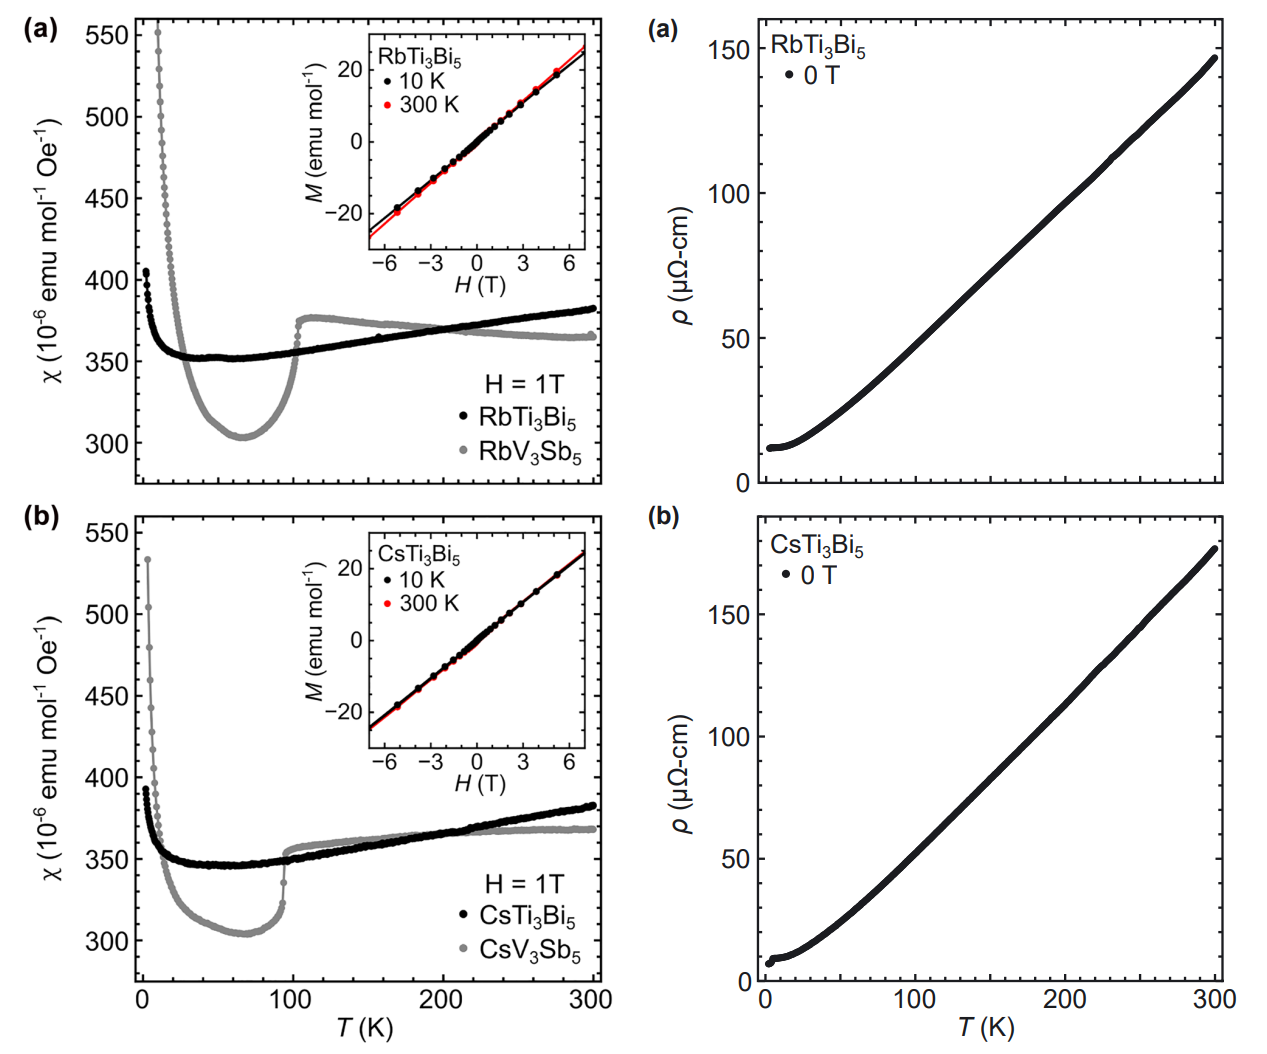 (a)
550
500
450
400
350
300
χ (10⁻⁶ emu mol⁻¹ Oe⁻¹)
RbTi₃Bi₅
10 K
300 K
M (emu mol⁻¹)
20
0
−20
−6 −3 0 3 6
H (T)
H = 1T
RbTi₃Bi₅
RbV₃Sb₅
(b)
550
500
450
400
350
300
χ (10⁻⁶ emu mol⁻¹ Oe⁻¹)
CsTi₃Bi₅
10 K
300 K
M (emu mol⁻¹)
20
0
−20
−6 −3 0 3 6
H (T)
H = 1T
CsTi₃Bi₅
CsV₃Sb₅
0 100 200 300
T (K)
(a)
RbTi₃Bi₅
0 T
150
100
50
0
ρ (μΩ-cm)
(b)
CsTi₃Bi₅
0 T
150
100
50
0
ρ (μΩ-cm)
0 100 200 300
T (K)